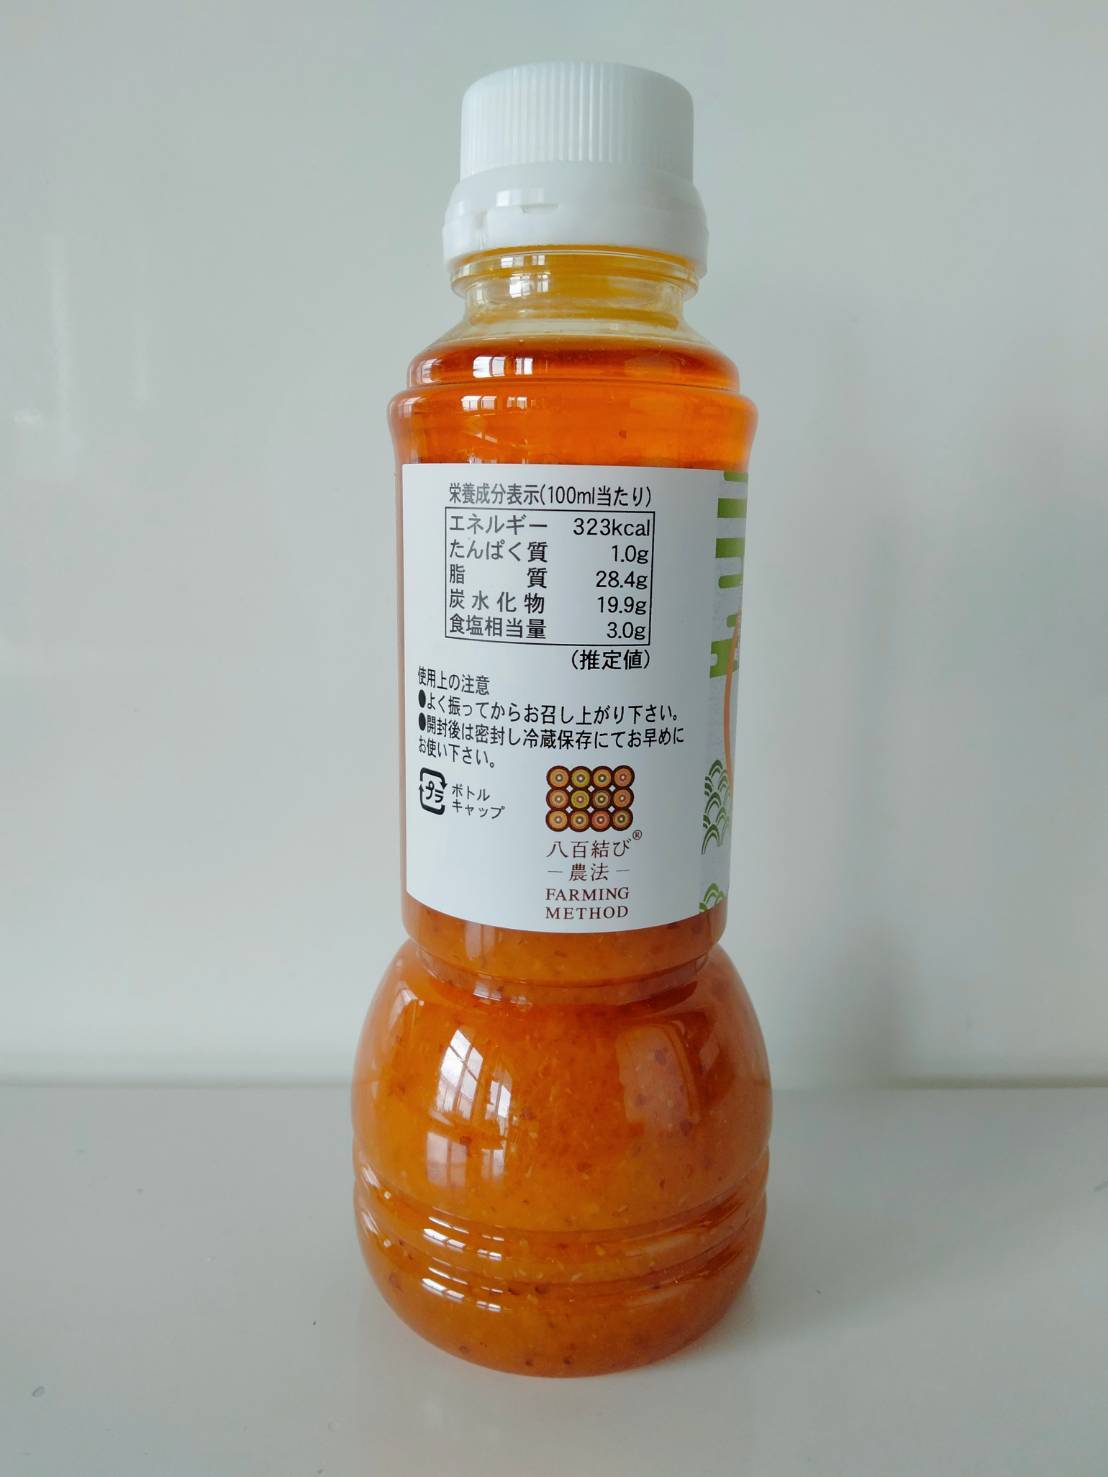 栄養成分表示(100ml当たり)
エネルギー 323kcal
たんぱく質 1.0g
脂質 28.4g
炭水化物 19.9g
食塩相当量 3.0g
(推定値)
使用上の注意
●よく振ってからお召し上がり下さい。
●開封後は密封し冷蔵保存にてお早めに
お使い下さい。
プラ ボトル
キャップ
八百結び®
－農法－
FARMING
METHOD